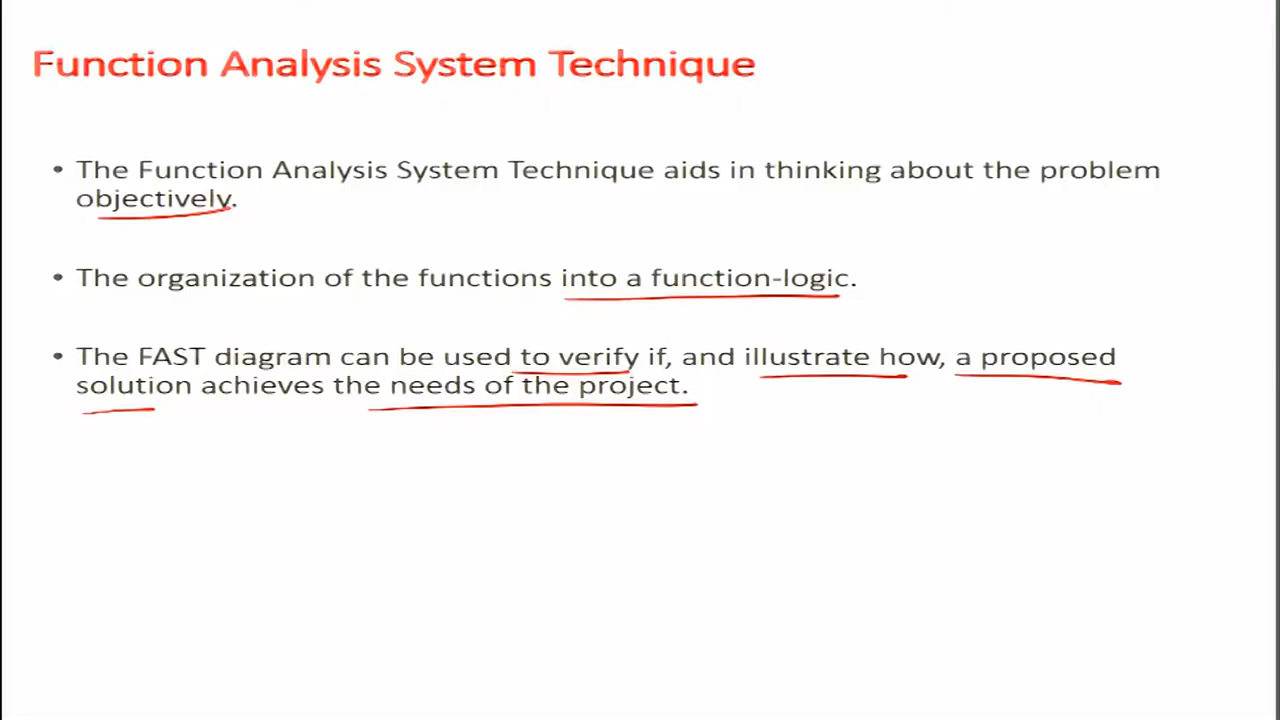 Function Analysis System Technique
• The Function Analysis System Technique aids in thinking about the problem
objectively.
• The organization of the functions into a function-logic.
• The FAST diagram can be used to verify if, and illustrate how, a proposed
solution achieves the needs of the project.